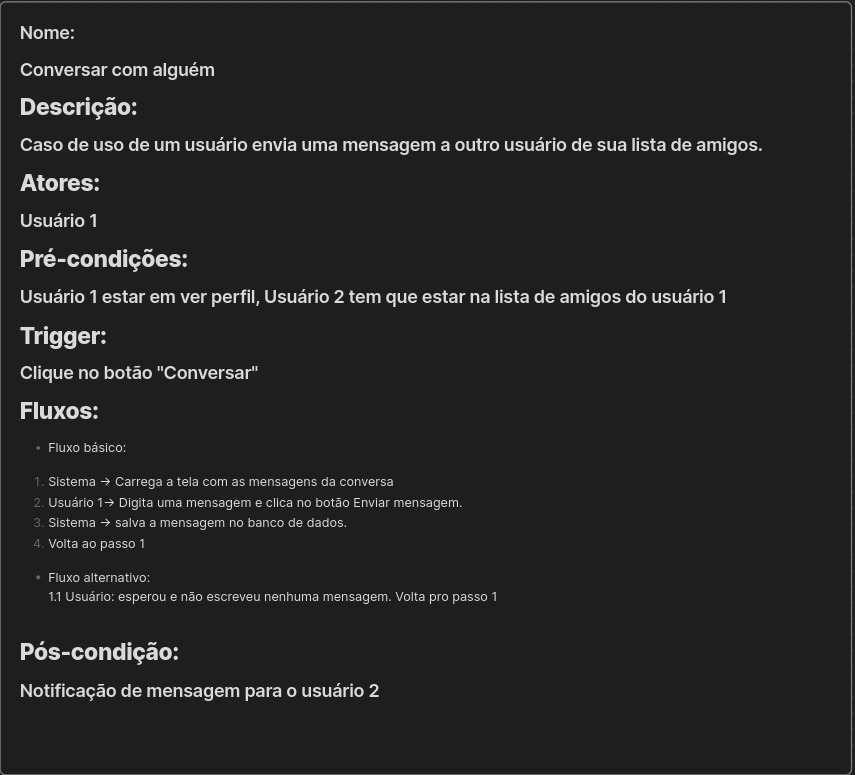 Nome:
Conversar com alguém
Descrição:
Caso de uso de um usuário envia uma mensagem a outro usuário de sua lista de amigos.
Atores:
Usuário 1
Pré-condições:
Usuário 1 estar em ver perfil, Usuário 2 tem que estar na lista de amigos do usuário 1
Trigger:
Clique no botão "Conversar"
Fluxos:
• Fluxo básico:
1. Sistema → Carrega a tela com as mensagens da conversa
2. Usuário 1→ Digita uma mensagem e clica no botão Enviar mensagem.
3. Sistema → salva a mensagem no banco de dados.
4. Volta ao passo 1
• Fluxo alternativo:
1.1 Usuário: esperou e não escreveu nenhuma mensagem. Volta pro passo 1
Pós-condição:
Notificação de mensagem para o usuário 2